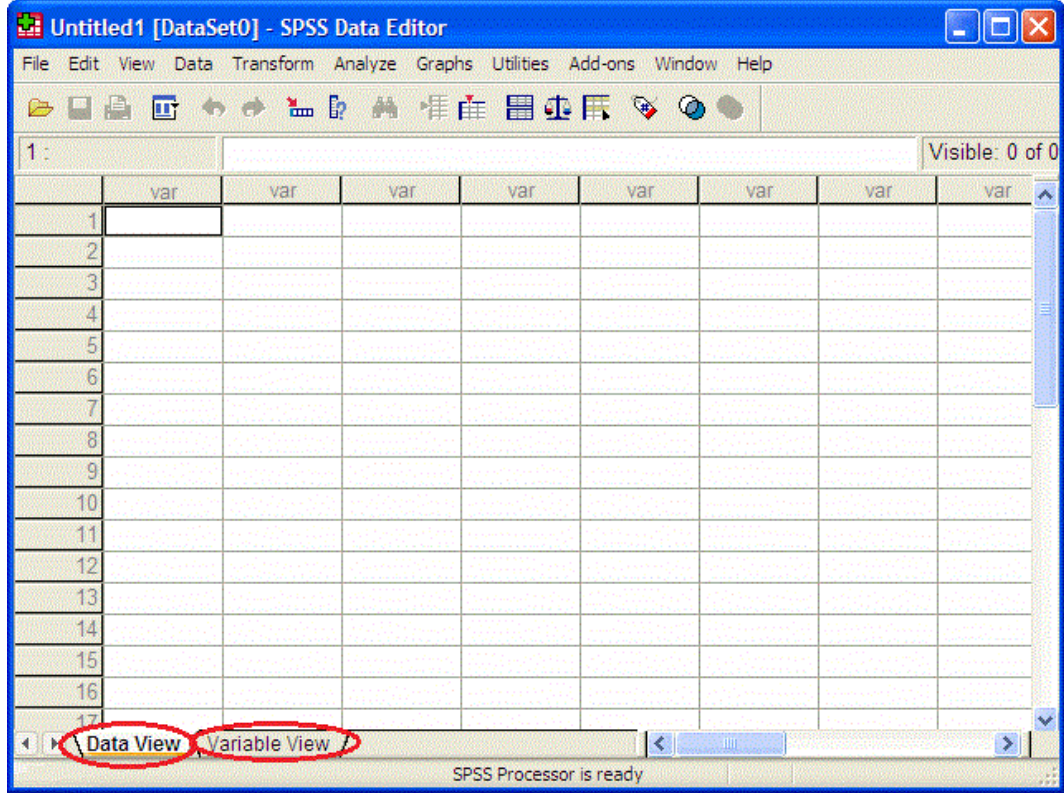 Untitled1 [DataSet0] - SPSS Data Editor
File Edit View Data Transform Analyze Graphs Utilities Add-ons Window Help
1 : Visible: 0 of 0
var var var var var var var var
1
2
3
4
5
6
7
8
9
10
11
12
13
14
15
16
17
Data View Variable View
SPSS Processor is ready